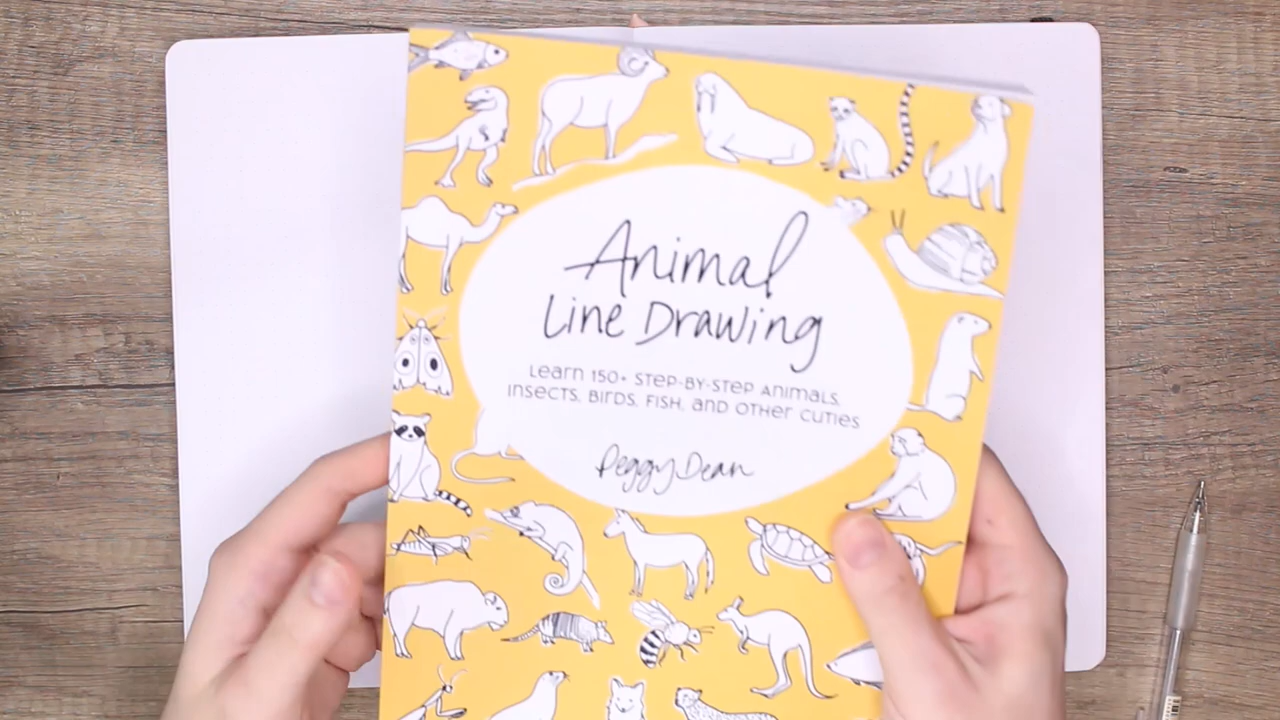 Animal
Line Drawing
Learn 150+ STEP-BY-STEP Animals,
Insects, Birds, Fish, and other Cuties
Peggy Dean